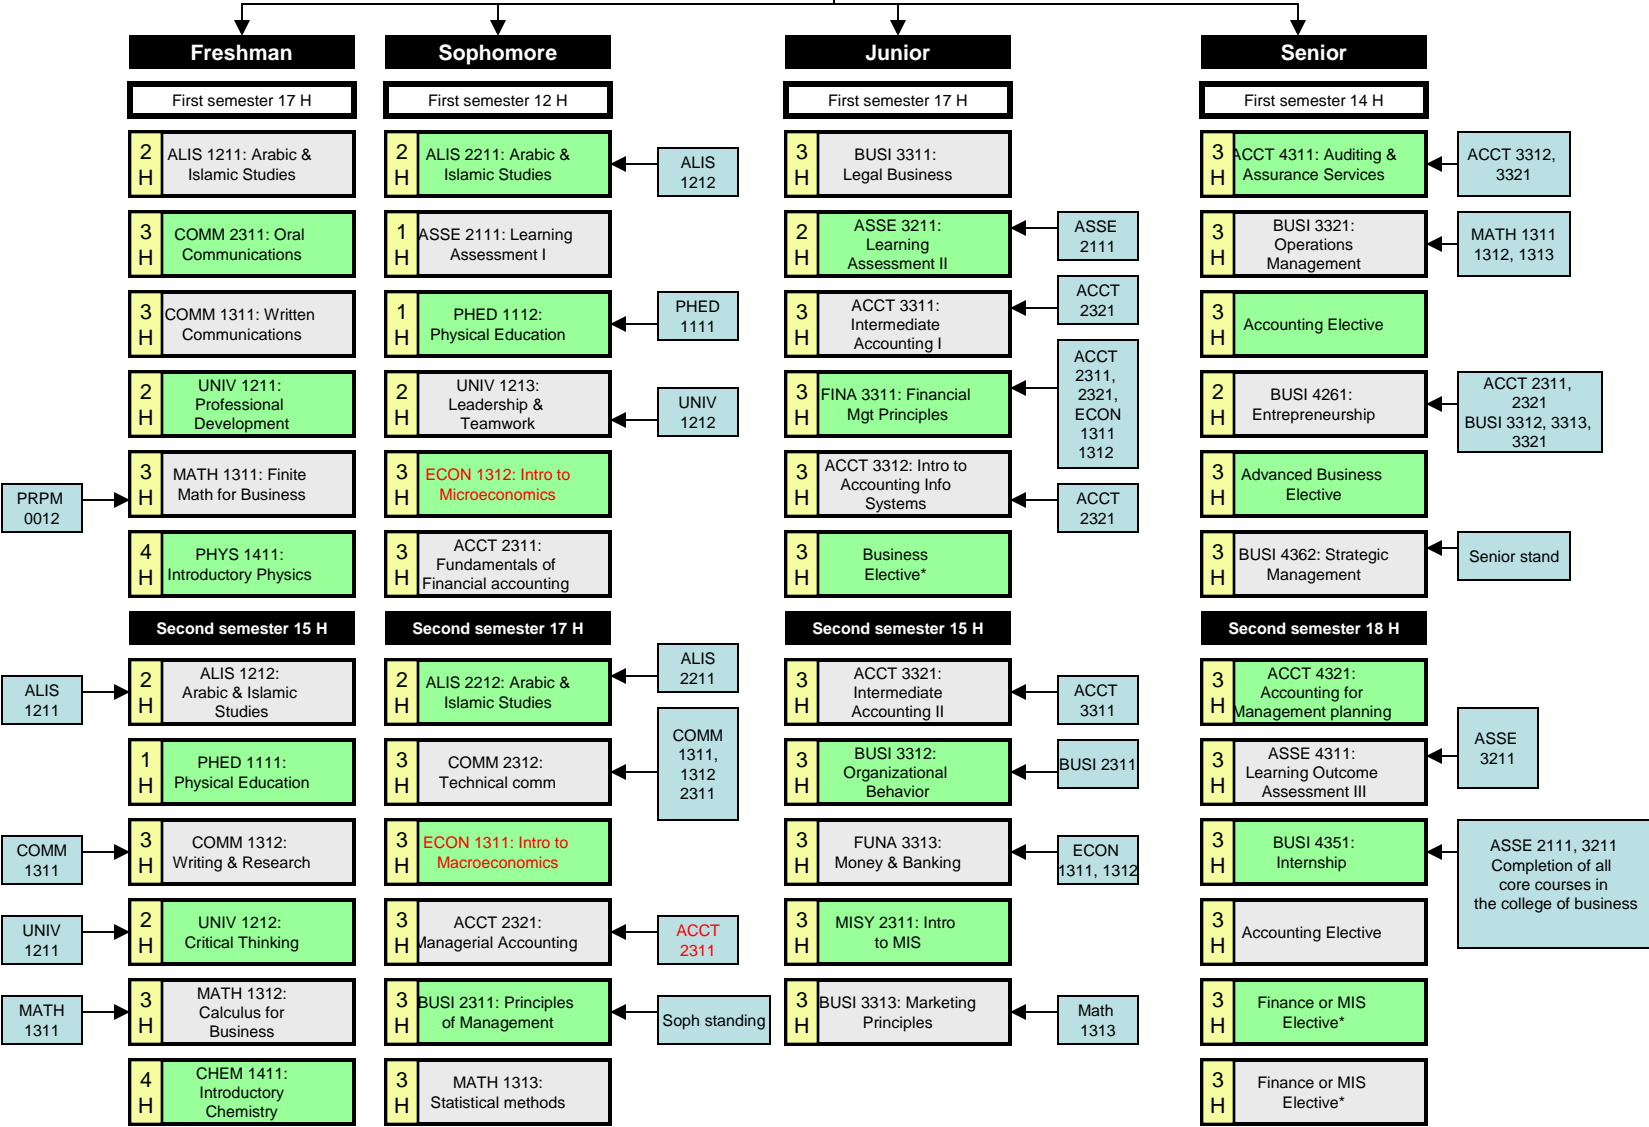 Freshman
First semester 17 H
2
H
ALIS 1211: Arabic &
Islamic Studies
3
H
COMM 2311: Oral
Communications
3
H
COMM 1311: Written
Communications
2
H
UNIV 1211:
Professional
Development
PRPM
0012
3
H
MATH 1311: Finite
Math for Business
4
H
PHYS 1411:
Introductory Physics
Second semester 15 H
ALIS
1211
2
H
ALIS 1212:
Arabic & Islamic
Studies
1
H
PHED 1111:
Physical Education
COMM
1311
3
H
COMM 1312:
Writing & Research
UNIV
1211
2
H
UNIV 1212:
Critical Thinking
MATH
1311
3
H
MATH 1312:
Calculus for
Business
4
H
CHEM 1411:
Introductory
Chemistry
Sophomore
First semester 12 H
2
H
ALIS 2211: Arabic &
Islamic Studies
ALIS
1212
1
H
ASSE 2111: Learning
Assessment I
1
H
PHED 1112:
Physical Education
PHED
1111
2
H
UNIV 1213:
Leadership &
Teamwork
UNIV
1212
3
H
ECON 1312: Intro to
Microeconomics
3
H
ACCT 2311:
Fundamentals of
Financial accounting
Second semester 17 H
2
H
ALIS 2212: Arabic &
Islamic Studies
ALIS
2211
3
H
COMM 2312:
Technical comm
COMM
1311,
1312
2311
3
H
ECON 1311: Intro to
Macroeconomics
3
H
ACCT 2321:
Managerial Accounting
ACCT
2311
3
H
BUSI 2311: Principles
of Management
Soph standing
3
H
MATH 1313:
Statistical methods
Junior
First semester 17 H
3
H
BUSI 3311:
Legal Business
2
H
ASSE 3211:
Learning
Assessment II
ASSE
2111
3
H
ACCT 3311:
Intermediate
Accounting I
ACCT
2321
3
H
FINA 3311: Financial
Mgt Principles
ACCT
2311,
2321,
ECON
1311
1312
3
H
ACCT 3312: Intro to
Accounting Info
Systems
ACCT
2321
3
H
Business
Elective*
Second semester 15 H
3
H
ACCT 3321:
Intermediate
Accounting II
ACCT
3311
3
H
BUSI 3312:
Organizational
Behavior
BUSI 2311
3
H
FUNA 3313:
Money & Banking
ECON
1311, 1312
3
H
MISY 2311: Intro
to MIS
3
H
BUSI 3313: Marketing
Principles
Math
1313
Senior
First semester 14 H
3
H
ACCT 4311: Auditing &
Assurance Services
ACCT 3312,
3321
3
H
BUSI 3321:
Operations
Management
MATH 1311
1312, 1313
3
H
Accounting Elective
2
H
BUSI 4261:
Entrepreneurship
ACCT 2311,
2321
BUSI 3312, 3313,
3321
3
H
Advanced Business
Elective
3
H
BUSI 4362: Strategic
Management
Senior stand
Second semester 18 H
3
H
ACCT 4321:
Accounting for
Management planning
3
H
ASSE 4311:
Learning Outcome
Assessment III
ASSE
3211
3
H
BUSI 4351:
Internship
ASSE 2111, 3211
Completion of all
core courses in
the college of business
3
H
Accounting Elective
3
H
Finance or MIS
Elective*
3
H
Finance or MIS
Elective*